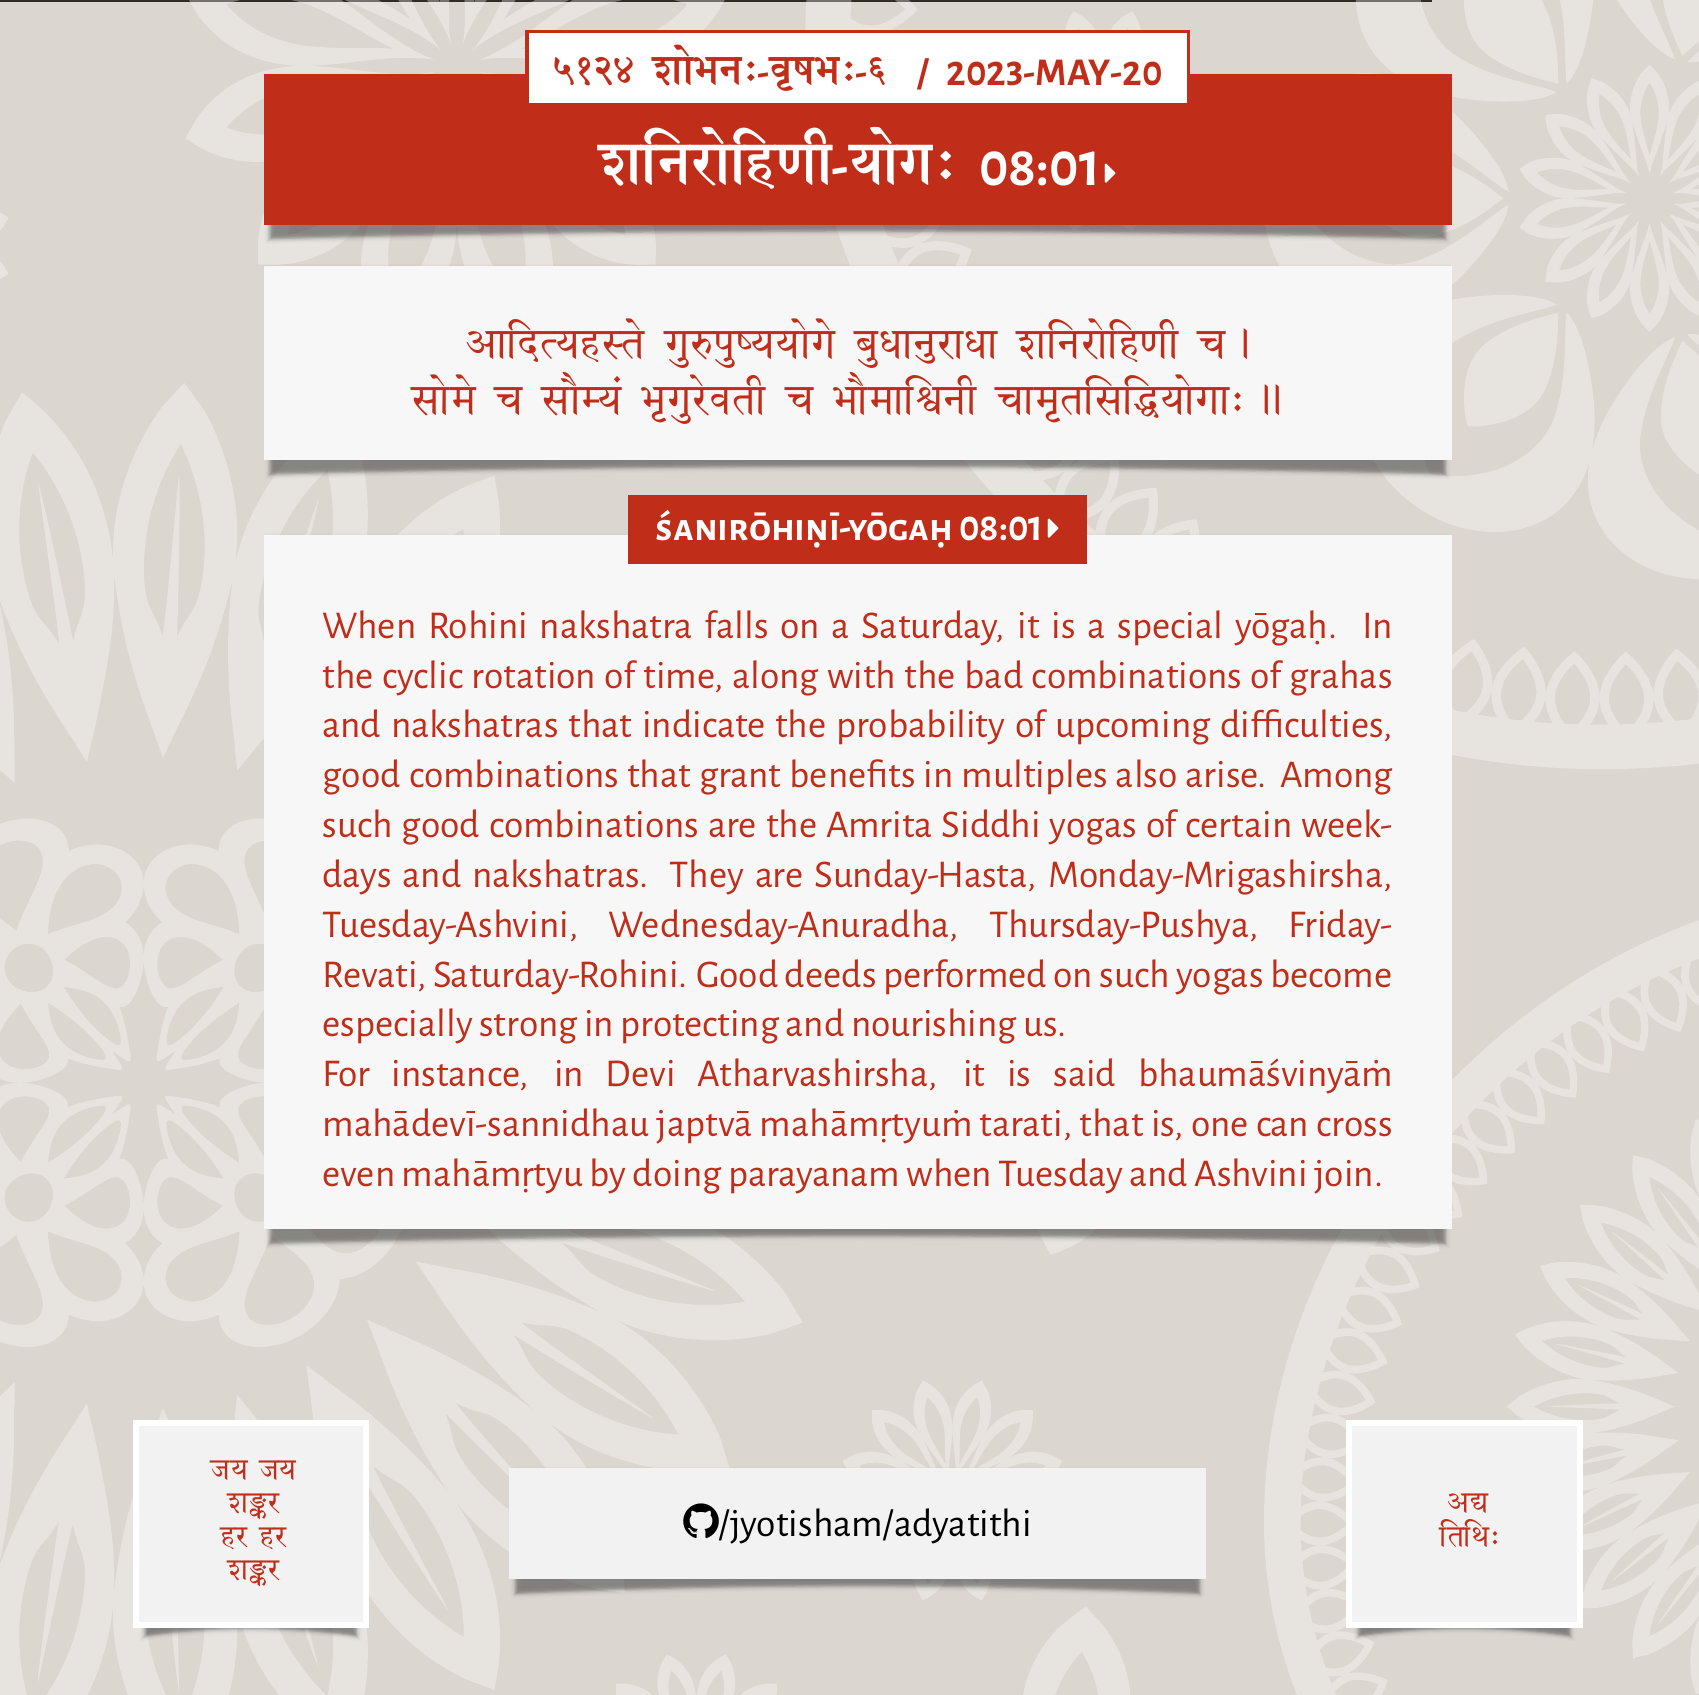 ५१२४ शोभनः-वृषभः-६ / 2023-MAY-20
शनिरोहिणी-योगः 08:01
आदित्यहस्ते गुरुपुष्ययोगे बुधानुराधा शनिरोहिणी च।
सोमे च सौम्यं भृगुरेवती च भौमाश्विनी चामृतसिद्धियोगाः॥
ŚANIRŌHIṆĪ-YŌGAḤ 08:01
When Rohini nakshatra falls on a Saturday, it is a special yōgaḥ. In
the cyclic rotation of time, along with the bad combinations of grahas
and nakshatras that indicate the probability of upcoming difficulties,
good combinations that grant benefits in multiples also arise. Among
such good combinations are the Amrita Siddhi yogas of certain week-
days and nakshatras. They are Sunday-Hasta, Monday-Mrigashirsha,
Tuesday-Ashvini, Wednesday-Anuradha, Thursday-Pushya, Friday-
Revati, Saturday-Rohini. Good deeds performed on such yogas become
especially strong in protecting and nourishing us.
For instance, in Devi Atharvashirsha, it is said bhaumāśvinyāṁ
mahādevī-sannidhau japtvā mahāmṛtyuṁ tarati, that is, one can cross
even mahāmṛtyu by doing parayanam when Tuesday and Ashvini join.
जय जय
शङ्कर
हर हर
शङ्कर
/jyotisham/adyatithi
अद्य
तिथिः